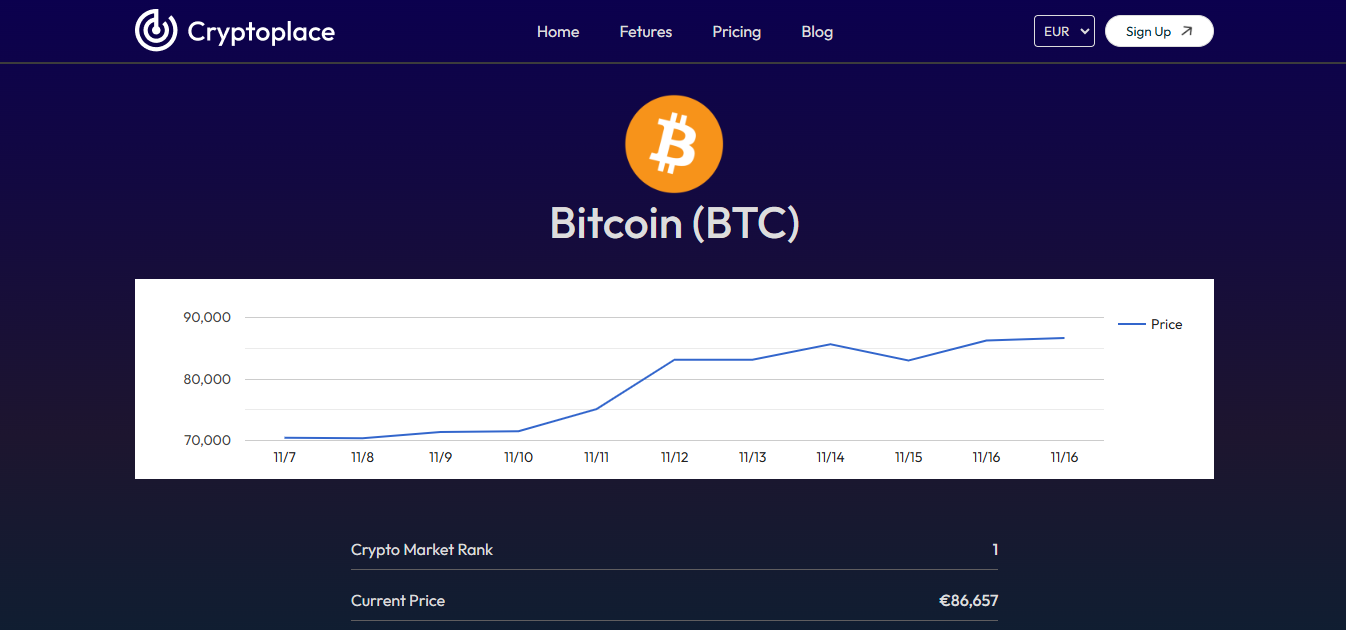 Cryptoplace Home Fetures Pricing Blog EUR Sign Up
Bitcoin (BTC)
90,000
Price
80,000
70,000
11/7 11/8 11/9 11/10 11/11 11/12 11/13 11/14 11/15 11/16 11/16
Crypto Market Rank 1
Current Price €86,657